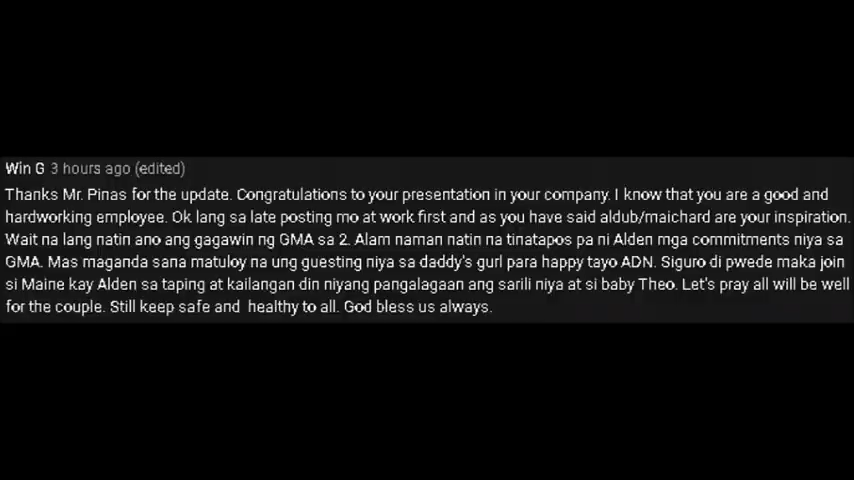 Win G 3 hours ago (edited)
Thanks Mr. Pinas for the update. Congratulations to your presentation in your company. I know that you are a good and
hardworking employee. Ok lang sa late posting mo at work first and as you have said aldub/maichard are your inspiration.
Wait na lang natin ano ang gagawin ng GMA sa 2. Alam naman natin na tinatapos pa ni Alden mga commitments niya sa
GMA. Mas maganda sana matuloy na ung guesting niya sa daddy's gurl para happy tayo ADN. Siguro di pwede maka join
si Maine kay Alden sa taping at kailangan din niyang pangalagaan ang sarili niya at si baby Theo. Let's pray all will be well
for the couple. Still keep safe and healthy to all. God bless us always.